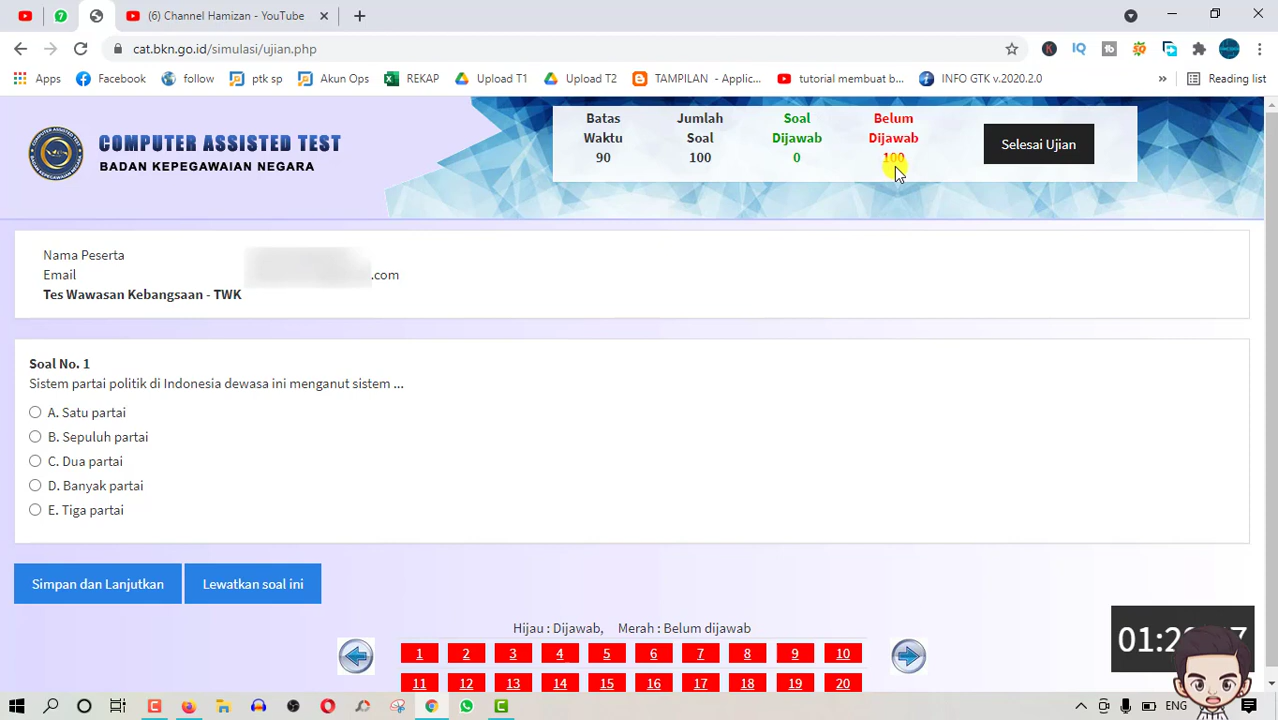 (6) Channel Hamizan - YouTube
cat.bkn.go.id/simulasi/ujian.php
Apps Facebook follow ptk sp Akun Ops REKAP Upload T1 Upload T2 TAMPILAN - Applic... tutorial membuat b... INFO GTK v.2020.2.0 » Reading list
COMPUTER ASSISTED TEST
BADAN KEPEGAWAIAN NEGARA
Batas Waktu 90
Jumlah Soal 100
Soal Dijawab 0
Belum Dijawab 100
Selesai Ujian
Nama Peserta
Email .com
Tes Wawasan Kebangsaan - TWK
Soal No. 1
Sistem partai politik di Indonesia dewasa ini menganut sistem ...
A. Satu partai
B. Sepuluh partai
C. Dua partai
D. Banyak partai
E. Tiga partai
Simpan dan Lanjutkan Lewatkan soal ini
Hijau : Dijawab, Merah : Belum dijawab
1 2 3 4 5 6 7 8 9 10
11 12 13 14 15 16 17 18 19 20
ENG